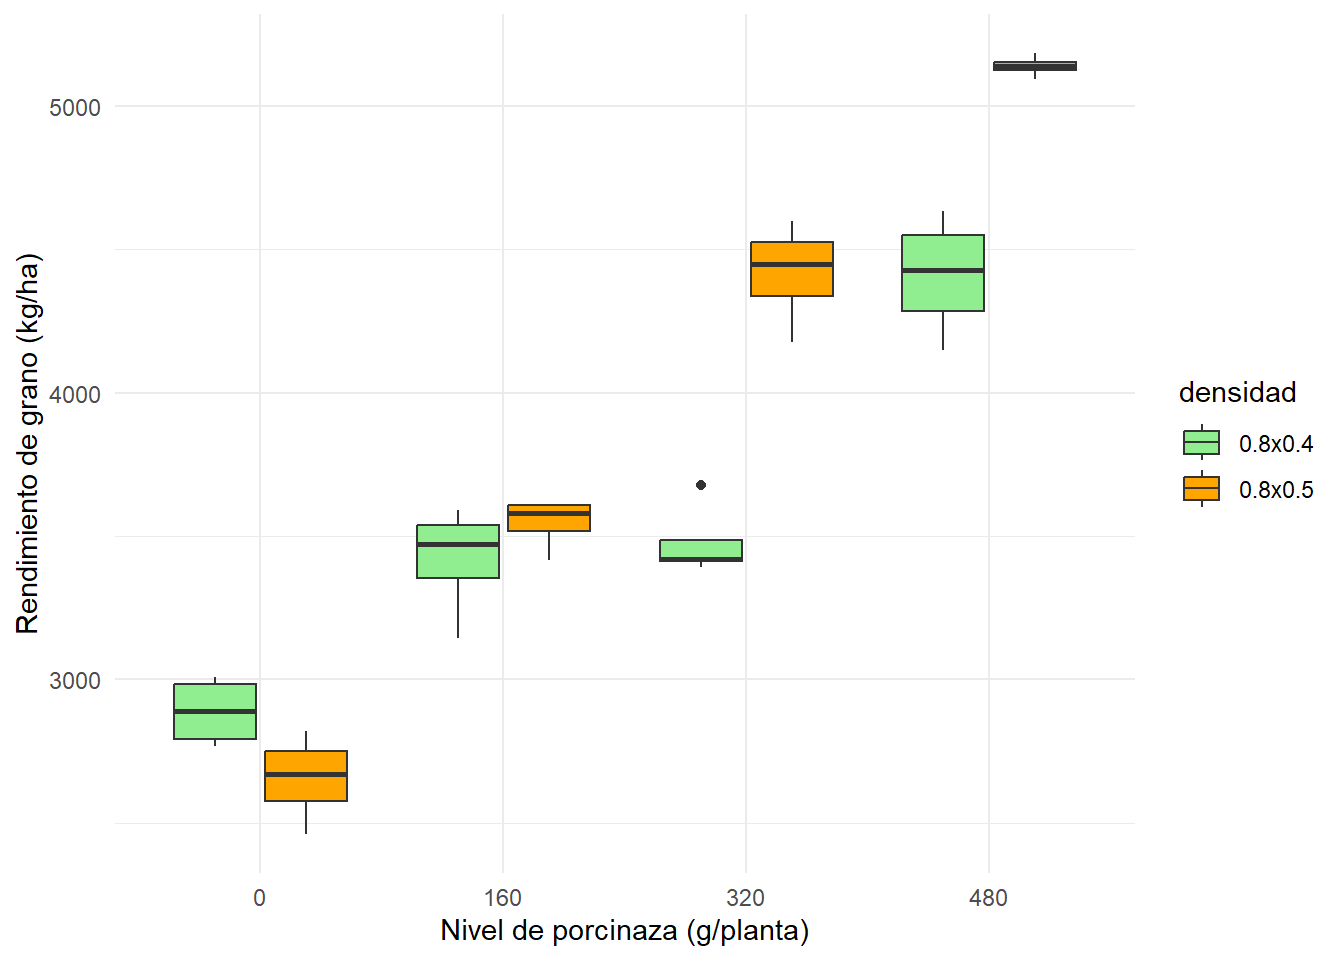 5000
4000
3000
Rendimiento de grano (kg/ha)
0
160
320
480
Nivel de porcinaza (g/planta)
densidad
0.8x0.4
0.8x0.5